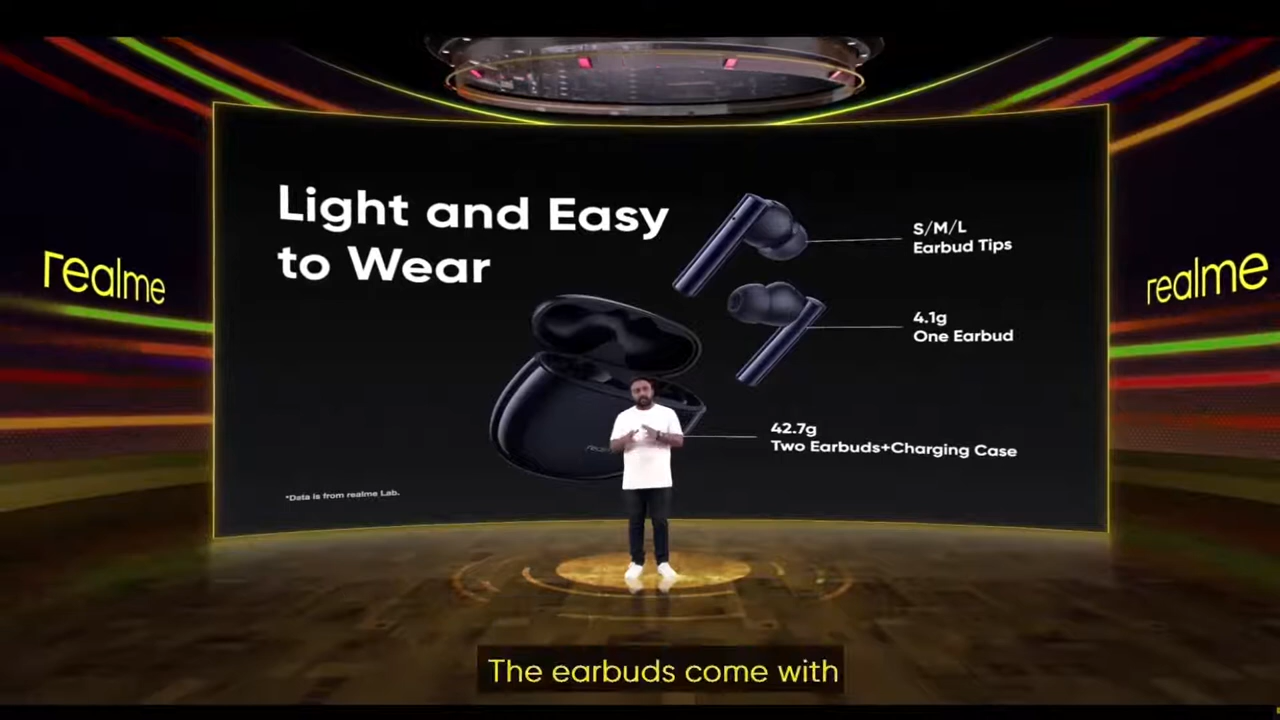 Light and Easy
to Wear
S/M/L
Earbud Tips
4.1g
One Earbud
42.7g
Two Earbuds+Charging Case
*Data is from realme Lab.
realme
realme
The earbuds come with